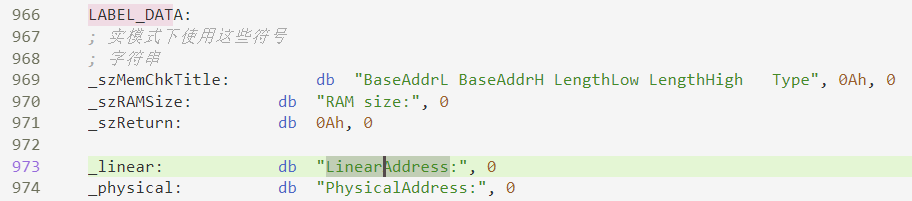 966 LABEL_DATA:
967 ; 实模式下使用这些符号
968 ; 字符串
969 _szMemChkTitle: db "BaseAddrL BaseAddrH LengthLow LengthHigh   Type", 0Ah, 0
970 _szRAMSize: db "RAM size:", 0
971 _szReturn: db 0Ah, 0
972
973 _linear: db "LinearAddress:", 0
974 _physical: db "PhysicalAddress:", 0